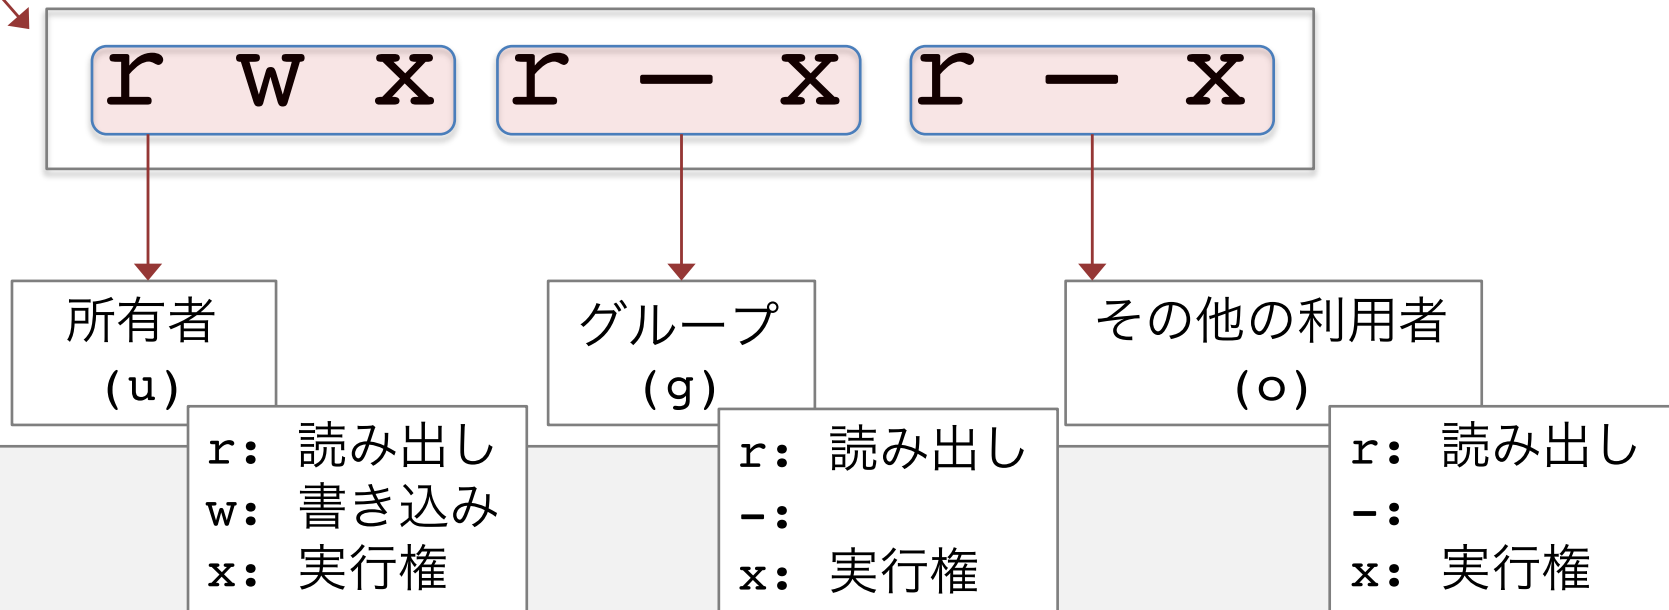 r w x r - x r - x
所有者
(u)
グループ
(g)
その他の利用者
(o)
r: 読み出し
w: 書き込み
x: 実行権
r: 読み出し
-:
x: 実行権
r: 読み出し
-:
x: 実行権